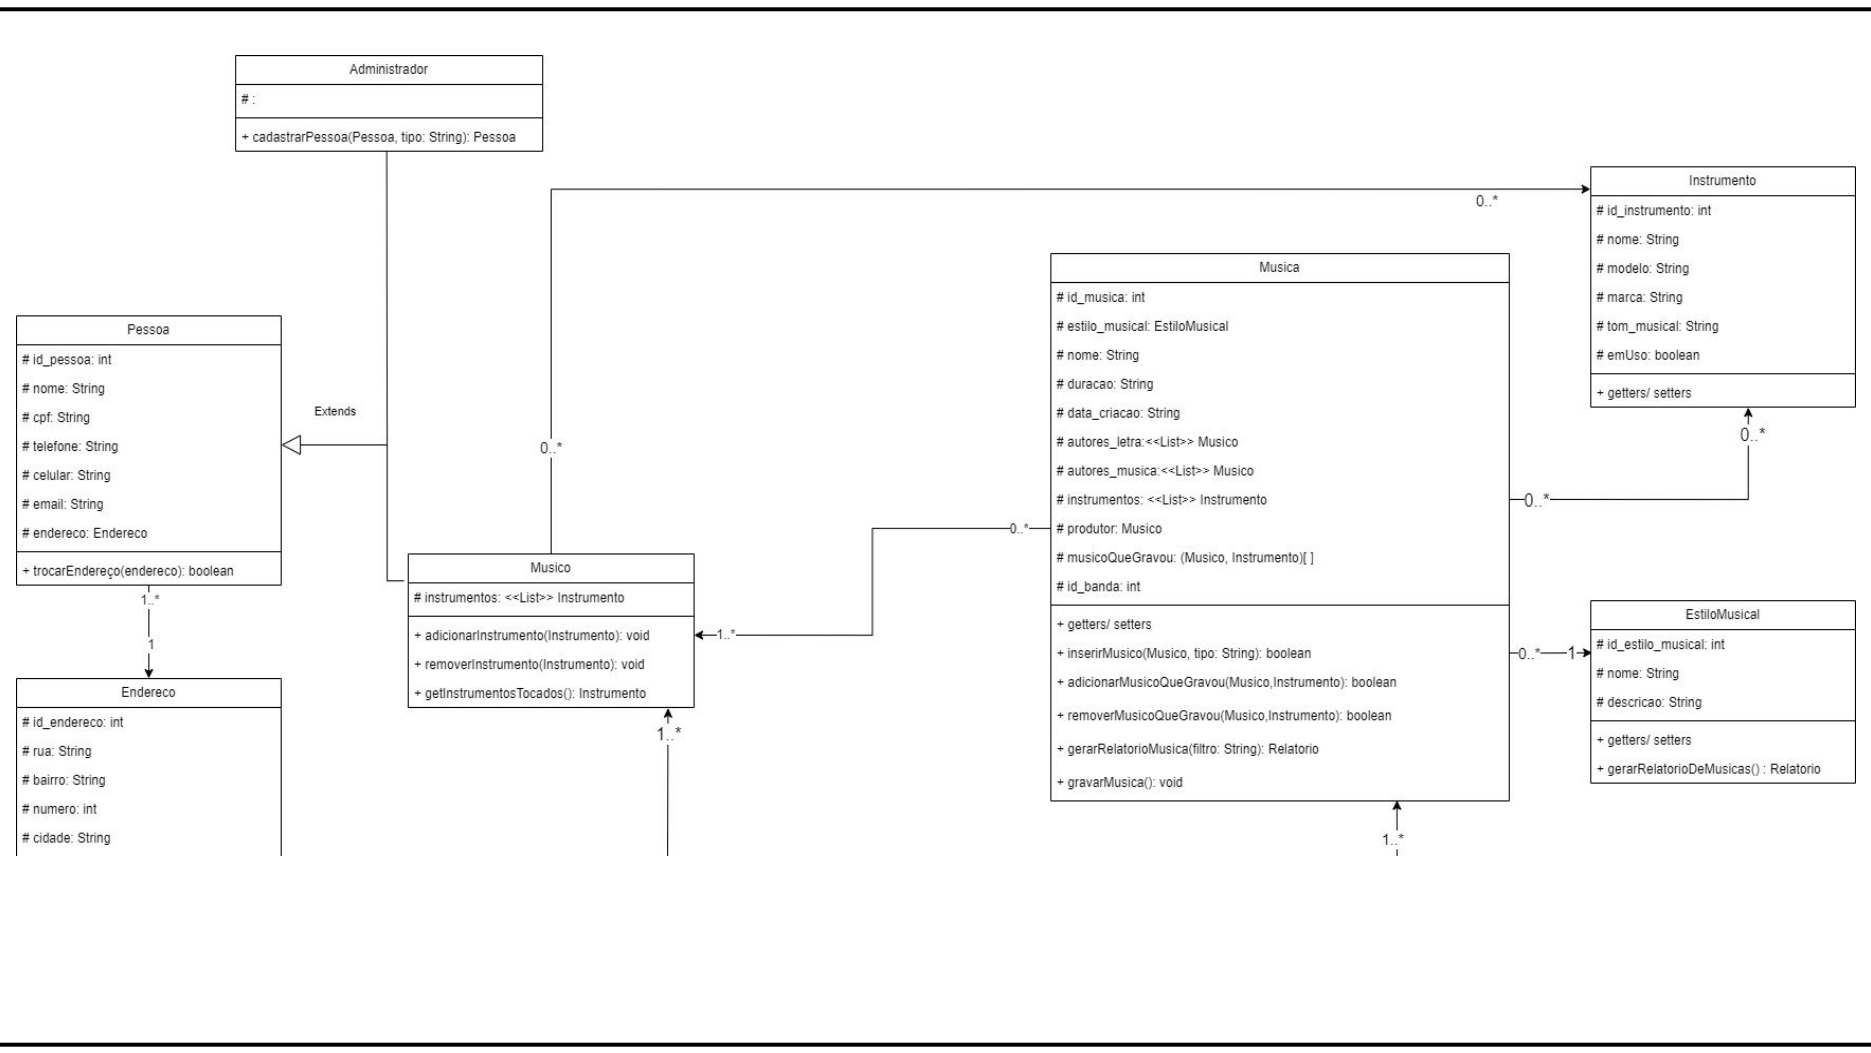 Administrador
# :
+ cadastrarPessoa(Pessoa, tipo: String): Pessoa
Pessoa
# id_pessoa: int
# nome: String
# cpf: String
# telefone: String
# celular: String
# email: String
# endereco: Endereco
+ trocarEndereço(endereco): boolean
1..*
1
Extends
Endereco
# id_endereco: int
# rua: String
# bairro: String
# numero: int
# cidade: String
Musico
# instrumentos: <<List>> Instrumento
+ adicionarInstrumento(Instrumento): void
+ removerInstrumento(Instrumento): void
+ getInstrumentosTocados(): Instrumento
0..*
0..*
1..*
0..*
1..*
Musica
# id_musica: int
# estilo_musical: EstiloMusical
# nome: String
# duracao: String
# data_criacao: String
# autores_letra:<<List>> Musico
# autores_musica:<<List>> Musico
# instrumentos: <<List>> Instrumento
# produtor: Musico
# musicoQueGravou: (Musico, Instrumento)[ ]
# id_banda: int
+ getters/ setters
+ inserirMusico(Musico, tipo: String): boolean
+ adicionarMusicoQueGravou(Musico,Instrumento): boolean
+ removerMusicoQueGravou(Musico,Instrumento): boolean
+ gerarRelatorioMusica(filtro: String): Relatorio
+ gravarMusica(): void
1..*
Instrumento
# id_instrumento: int
# nome: String
# modelo: String
# marca: String
# tom_musical: String
# emUso: boolean
+ getters/ setters
0..*
0..*
EstiloMusical
# id_estilo_musical: int
# nome: String
# descricao: String
+ getters/ setters
+ gerarRelatorioDeMusicas() : Relatorio
0..*
1